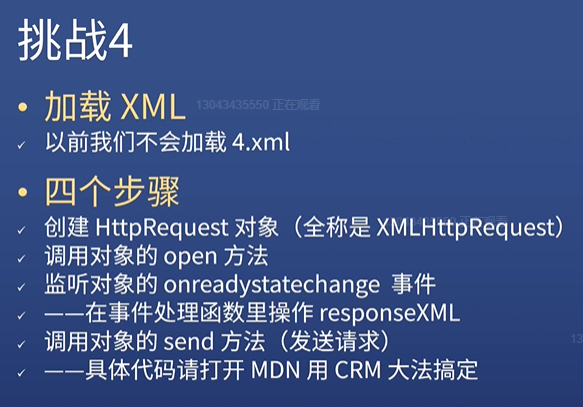 挑战4
• 加载 XML
13043435550 正在观看
✓ 以前我们不会加载 4.xml
• 四个步骤
✓ 创建 HttpRequest 对象（全称是 XMLHttpRequest）
✓ 调用对象的 open 方法
✓ 监听对象的 onreadystatechange 事件
✓ ——在事件处理函数里操作 responseXML
✓ 调用对象的 send 方法（发送请求）
✓ ——具体代码请打开 MDN 用 CRM 大法搞定